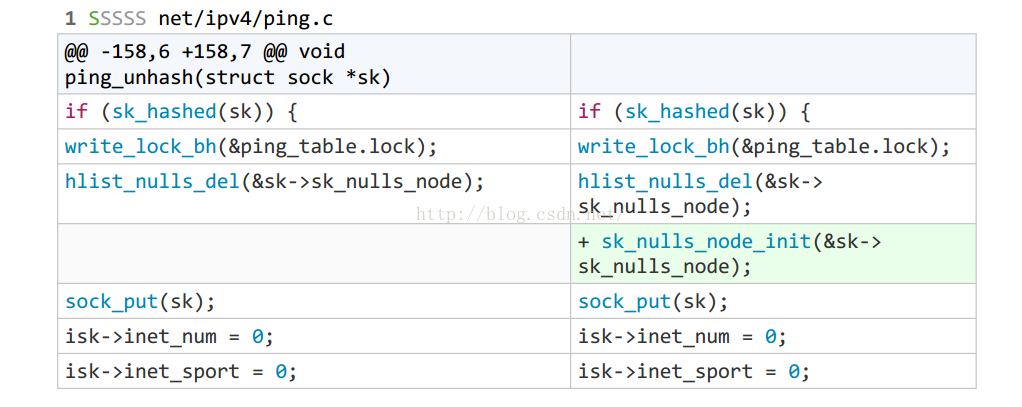 1 SSSSS net/ipv4/ping.c
@@ -158,6 +158,7 @@ void
ping_unhash(struct sock *sk)
if (sk_hashed(sk)) {
if (sk_hashed(sk)) {
write_lock_bh(&ping_table.lock);
write_lock_bh(&ping_table.lock);
hlist_nulls_del(&sk->sk_nulls_node);
hlist_nulls_del(&sk->
sk_nulls_node);
http://blog.csdn.net/
+ sk_nulls_node_init(&sk->
sk_nulls_node);
sock_put(sk);
sock_put(sk);
isk->inet_num = 0;
isk->inet_num = 0;
isk->inet_sport = 0;
isk->inet_sport = 0;